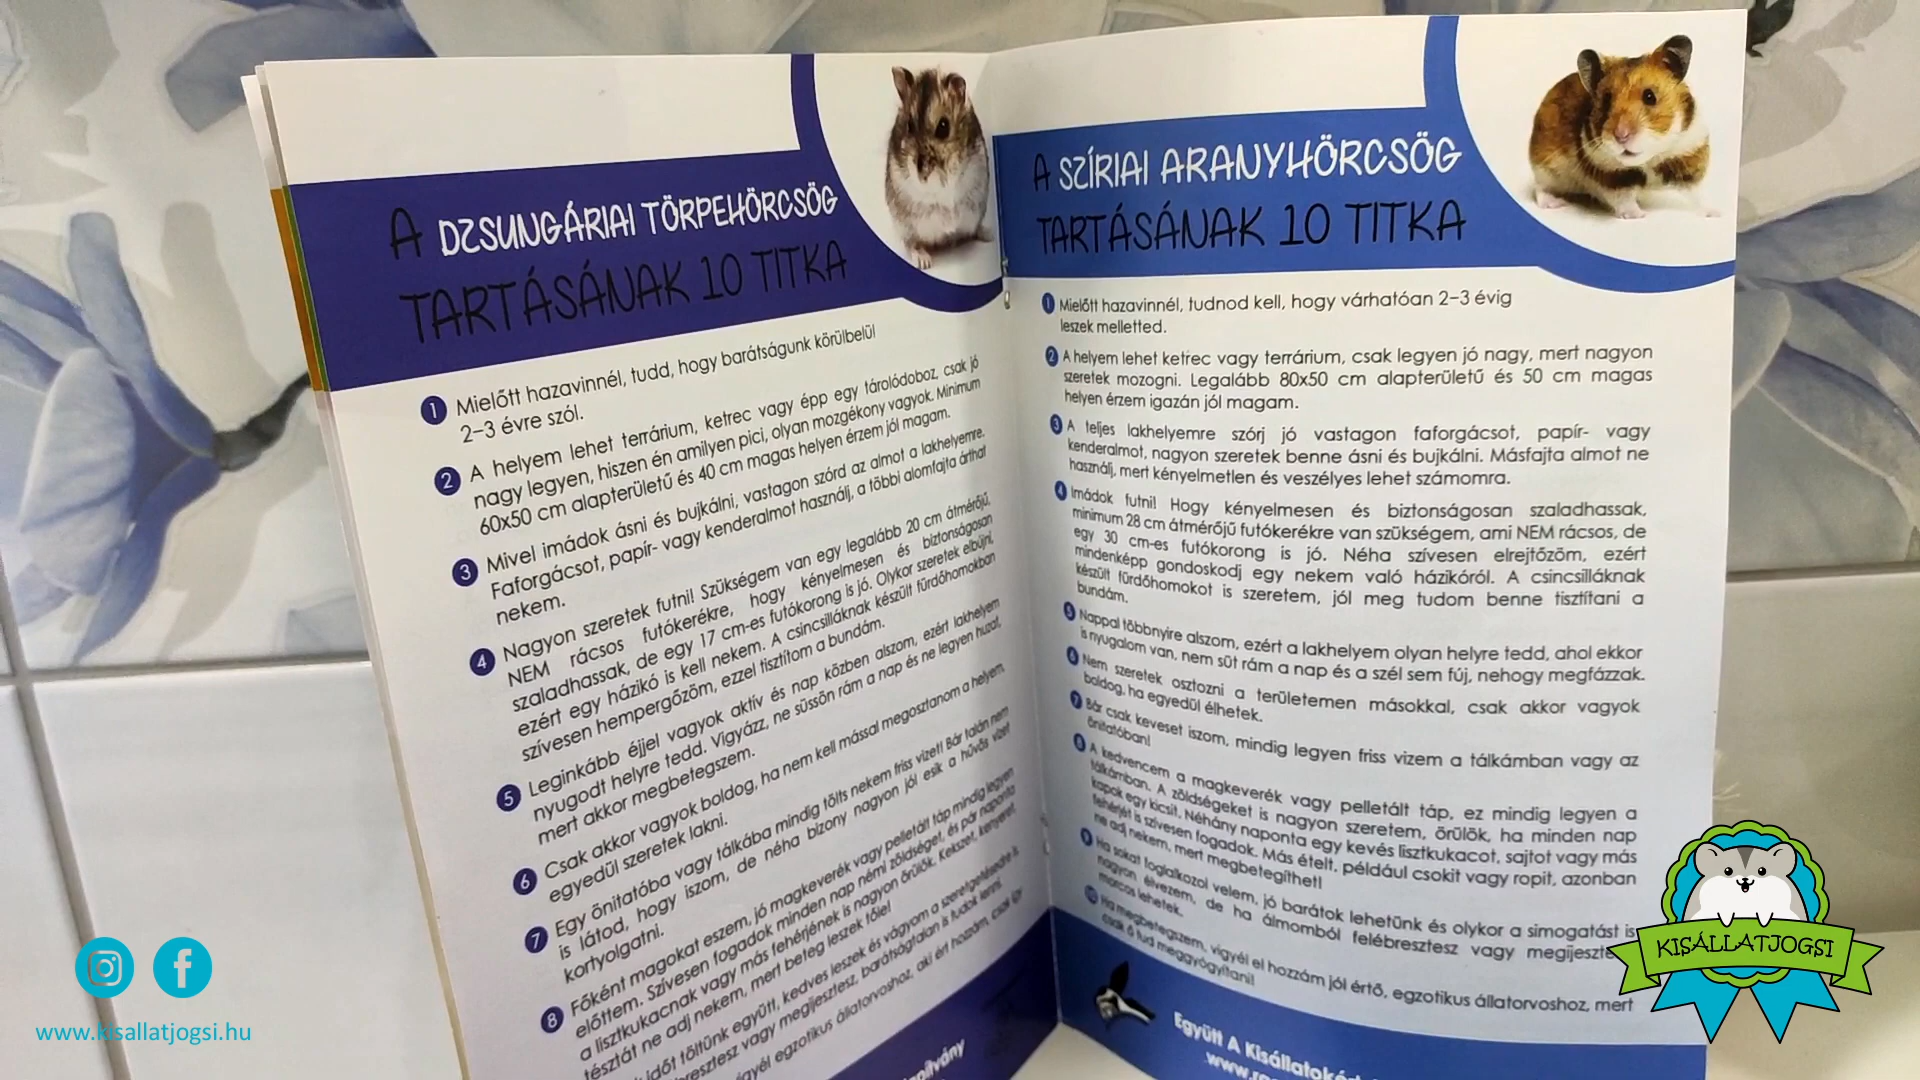 A DZSUNGÁRIAI TÖRPEHÖRCSÖG
TARTÁSÁNAK 10 TITKA
1 Mielőtt hazavinnél, tudd, hogy barátságunk körülbelül
2–3 évre szól.
2 A helyem lehet terrárium, ketrec vagy épp egy tárolódoboz, csak jó
nagy legyen, hiszen én amilyen pici, olyan mozgékony vagyok. Minimum
60x50 cm alapterületű és 40 cm magas helyen érzem jól magam.
3 Mivel imádok ásni és bujkálni, vastagon szórd az almot a lakhelyemre.
Faforgácsot, papír- vagy kenderalmot használj, a többi alomfajta árthat
nekem.
4 Nagyon szeretek futni! Szükségem van egy legalább 20 cm átmérőjű,
NEM rácsos futókerékre, hogy kényelmesen és biztonságosan
szaladhassak, de egy 17 cm-es futókorong is jó. Olykor szeretek elbújni,
ezért egy házikó is kell nekem. A csincsilláknak készült fürdőhomokban
szívesen hempergőzöm, ezzel tisztítom a bundám.
5 Leginkább éjjel vagyok aktív és nap közben alszom, ezért lakhelyem
nyugodt helyre tedd. Vigyázz, ne süssön rám a nap és ne legyen huzat,
mert akkor megbetegszem.
6 Csak akkor vagyok boldog, ha nem kell mással megosztanom a helyem,
egyedül szeretek lakni.
7 Egy önitatóba vagy tálkába mindig tölts nekem friss vizet! Bár talán nem
is látod, hogy iszom, de néha bizony nagyon jól esik a hűvös vizet
kortyolgatni.
8 Főként magokat eszem, jó magkeverék vagy pelletált táp mindig legyen
előttem. Szívesen fogadok minden nap némi zöldséget, és pár naponta
a lisztkukacnak vagy más fehérjének is nagyon örülök. Kekszet, kenyeret,
tésztát ne adj nekem, mert beteg leszek tőle!
időt töltünk együtt, kedves leszek és vágyom a szeretgetésedre is
vagy megijesztesz, barátságtalan is tudok lenni.
egzotikus állatorvoshoz, aki ért hozzám, csak így
A SZÍRIAI ARANYHÖRCSÖG
TARTÁSÁNAK 10 TITKA
1 Mielőtt hazavinnél, tudnod kell, hogy várhatóan 2–3 évig
leszek melletted.
2 A helyem lehet ketrec vagy terrárium, csak legyen jó nagy, mert nagyon
szeretek mozogni. Legalább 80x50 cm alapterületű és 50 cm magas
helyen érzem igazán jól magam.
3 A teljes lakhelyemre szórj jó vastagon faforgácsot, papír- vagy
kenderalmot, nagyon szeretek benne ásni és bujkálni. Másfajta almot ne
használj, mert kényelmetlen és veszélyes lehet számomra.
4 Imádok futni! Hogy kényelmesen és biztonságosan szaladhassak,
minimum 28 cm átmérőjű futókerékre van szükségem, ami NEM rácsos, de
egy 30 cm-es futókorong is jó. Néha szívesen elrejtőzöm, ezért
mindenképp gondoskodj egy nekem való házikóról. A csincsilláknak
készült fürdőhomokot is szeretem, jól meg tudom benne tisztítani a
bundám.
5 Nappal többnyire alszom, ezért a lakhelyem olyan helyre tedd, ahol ekkor
is nyugalom van, nem süt rám a nap és a szél sem fúj, nehogy megfázzak.
6 Nem szeretek osztozni a területemen másokkal, csak akkor vagyok
boldog, ha egyedül élhetek.
7 Bár csak keveset iszom, mindig legyen friss vizem a tálkámban vagy az
önitatóban!
8 A kedvencem a magkeverék vagy pelletált táp, ez mindig legyen a
tálkámban. A zöldségeket is nagyon szeretem, örülök, ha minden nap
kapok egy kicsit. Néhány naponta egy kevés lisztkukacot, sajtot vagy más
fehérjét is szívesen fogadok. Más ételt, például csokit vagy ropit, azonban
ne adj nekem, mert megbetegíthet!
9 Ha sokat foglalkozol velem, jó barátok lehetünk és olykor a simogatást is
nagyon élvezem, de ha álmomból felébresztesz vagy
marcos lehetek.
10 Ha megbetegszem, vigyél el hozzám jól értő, egzotikus állatorvoshoz, mert
csak ő tud meggyógyítani!
Együtt A
KISÁLLATJOGSI
www.kisallatjogsi.hu